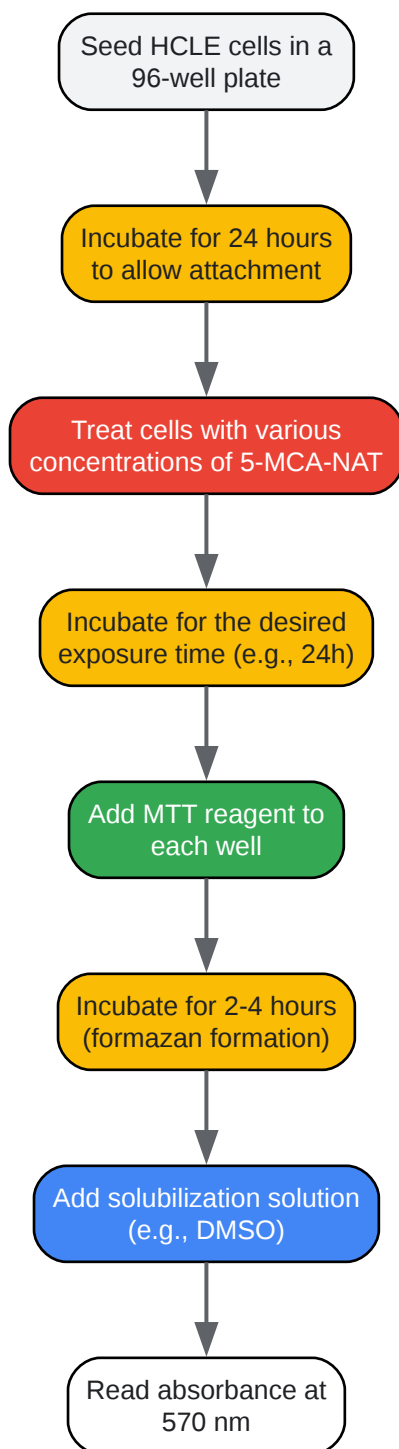 Seed HCLE cells in a
96-well plate
Incubate for 24 hours
to allow attachment
Treat cells with various
concentrations of 5-MCA-NAT
Incubate for the desired
exposure time (e.g., 24h)
Add MTT reagent to
each well
Incubate for 2-4 hours
(formazan formation)
Add solubilization solution
(e.g., DMSO)
Read absorbance at
570 nm